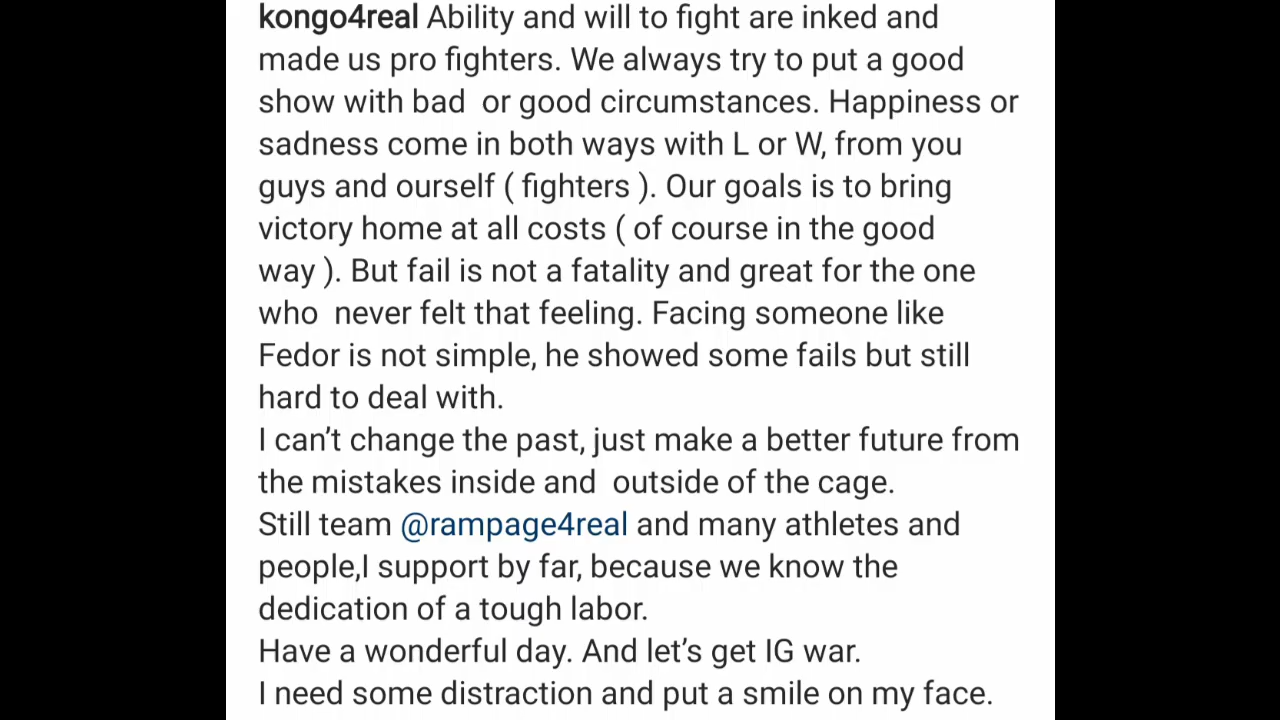 kongo4real Ability and will to fight are inked and
made us pro fighters. We always try to put a good
show with bad  or good circumstances. Happiness or
sadness come in both ways with L or W, from you
guys and ourself ( fighters ). Our goals is to bring
victory home at all costs ( of course in the good
way ). But fail is not a fatality and great for the one
who  never felt that feeling. Facing someone like
Fedor is not simple, he showed some fails but still
hard to deal with.
I can’t change the past, just make a better future from
the mistakes inside and  outside of the cage.
Still team @rampage4real and many athletes and
people,I support by far, because we know the
dedication of a tough labor.
Have a wonderful day. And let’s get IG war.
I need some distraction and put a smile on my face.